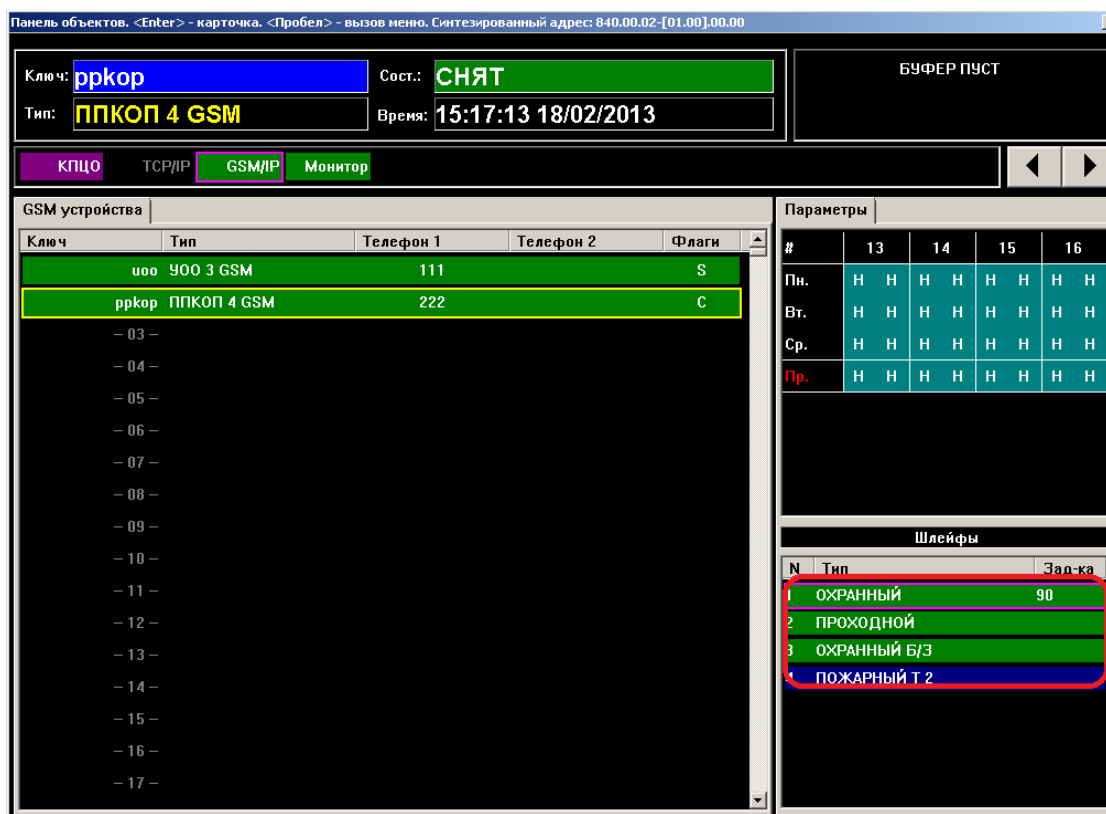 Панель объектов. <Enter> - карточка. <Пробел> - вызов меню. Синтезированный адрес: 840.00.02-[01.00].00.00
Ключ: ppkop Сост.: СНЯТ
Тип: ППКОП 4 GSM Время: 15:17:13 18/02/2013
БУФЕР ПУСТ
КПЦО TCP/IP GSM/IP Монитор
GSM устройства
Ключ Тип Телефон 1 Телефон 2 Флаги
uoo УОО 3 GSM 111 S
ppkop ППКОП 4 GSM 222 C
– 03 –
– 04 –
– 05 –
– 06 –
– 07 –
– 08 –
– 09 –
– 10 –
– 11 –
– 12 –
– 13 –
– 14 –
– 15 –
– 16 –
– 17 –
Параметры
# 13 14 15 16
Пн. Н Н Н Н Н Н Н Н
Вт. Н Н Н Н Н Н Н Н
Ср. Н Н Н Н Н Н Н Н
Пр. Н Н Н Н Н Н Н Н
Шлейфы
N Тип Зад-ка
1 ОХРАННЫЙ 90
2 ПРОХОДНОЙ
3 ОХРАННЫЙ Б/З
4 ПОЖАРНЫЙ Т 2